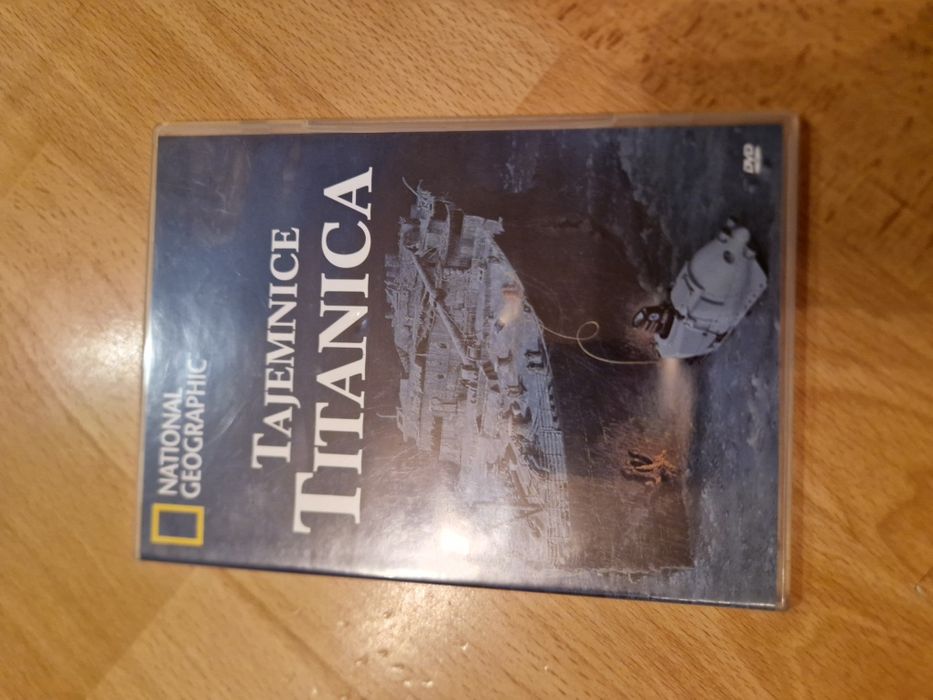 NATIONAL
GEOGRAPHIC
TAJEMNICE
TITANICA
DVD